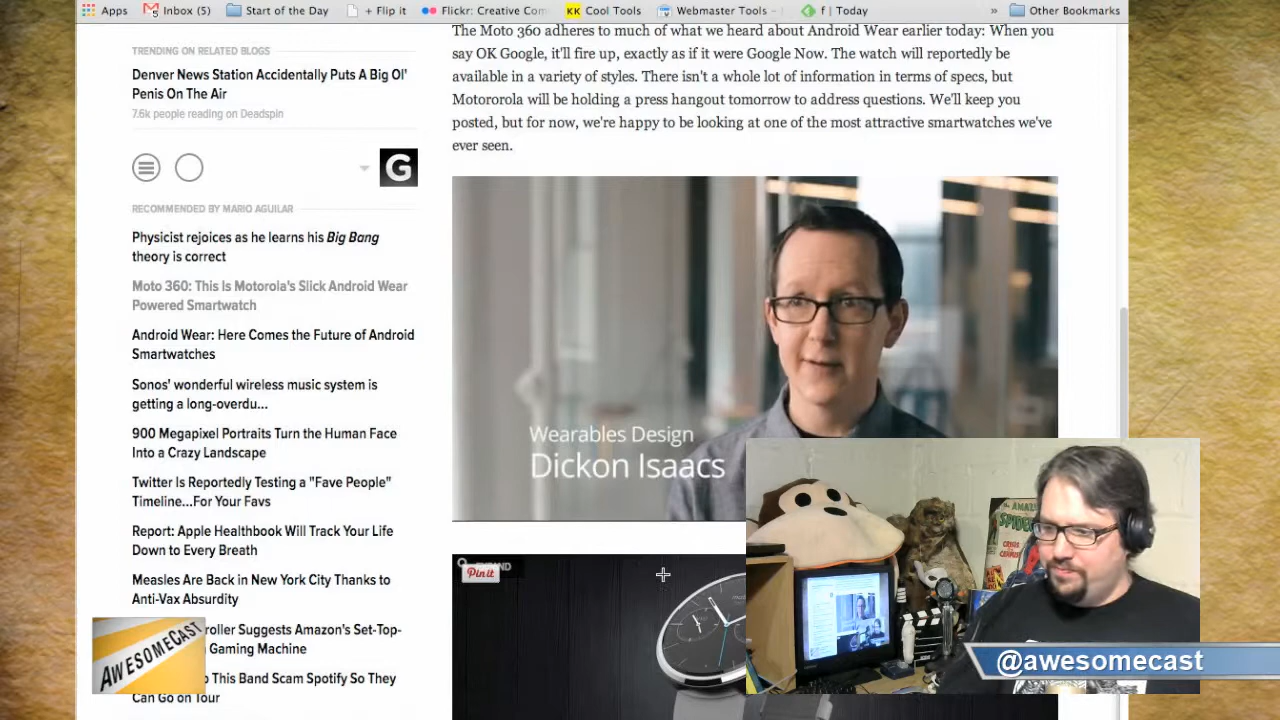 Apps
Inbox (5)
Start of the Day
+ Flip it
Flickr: Creative Com
KK Cool Tools
Webmaster Tools -
f | Today
»
Other Bookmarks
TRENDING ON RELATED BLOGS
Denver News Station Accidentally Puts A Big Ol'
Penis On The Air
7.6k people reading on Deadspin
G
RECOMMENDED BY MARIO AGUILAR
Physicist rejoices as he learns his Big Bang
theory is correct
Moto 360: This Is Motorola's Slick Android Wear
Powered Smartwatch
Android Wear: Here Comes the Future of Android
Smartwatches
Sonos' wonderful wireless music system is
getting a long-overdu...
900 Megapixel Portraits Turn the Human Face
Into a Crazy Landscape
Twitter Is Reportedly Testing a "Fave People"
Timeline...For Your Favs
Report: Apple Healthbook Will Track Your Life
Down to Every Breath
Measles Are Back in New York City Thanks to
Anti-Vax Absurdity
roller Suggests Amazon's Set-Top-
Gaming Machine
This Band Scam Spotify So They
Can Go on Tour
AWESOMECAST
The Moto 360 adheres to much of what we heard about Android Wear earlier today: When you
say OK Google, it'll fire up, exactly as if it were Google Now. The watch will reportedly be
available in a variety of styles. There isn't a whole lot of information in terms of specs, but
Motororola will be holding a press hangout tomorrow to address questions. We'll keep you
posted, but for now, we're happy to be looking at one of the most attractive smartwatches we've
ever seen.
Wearables Design
Dickon Isaacs
Pin it
THE AMAZ
SPIDER
@awesomecast